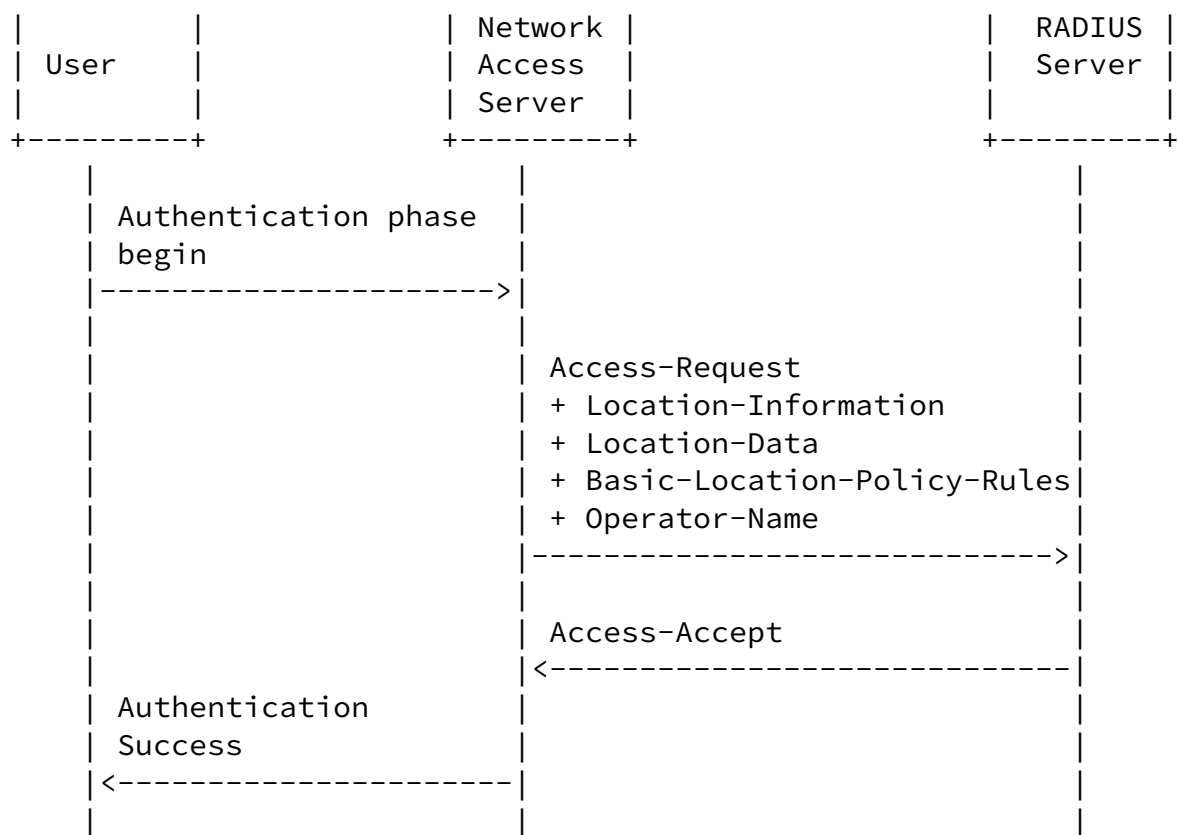 |         |             | Network |                   |  RADIUS |
| User    |             | Access  |                   |  Server |
|         |             | Server  |                   |         |
+---------+             +---------+                   +---------+
    |                       |                              |
    | Authentication phase  |                              |
    | begin                 |                              |
    |---------------------->|                              |
    |                       |                              |
    |                       | Access-Request               |
    |                       | + Location-Information       |
    |                       | + Location-Data              |
    |                       | + Basic-Location-Policy-Rules|
    |                       | + Operator-Name              |
    |                       |----------------------------->|
    |                       |                              |
    |                       | Access-Accept                |
    |                       |<-----------------------------|
    | Authentication        |                              |
    | Success               |                              |
    |<----------------------|                              |
    |                       |                              |